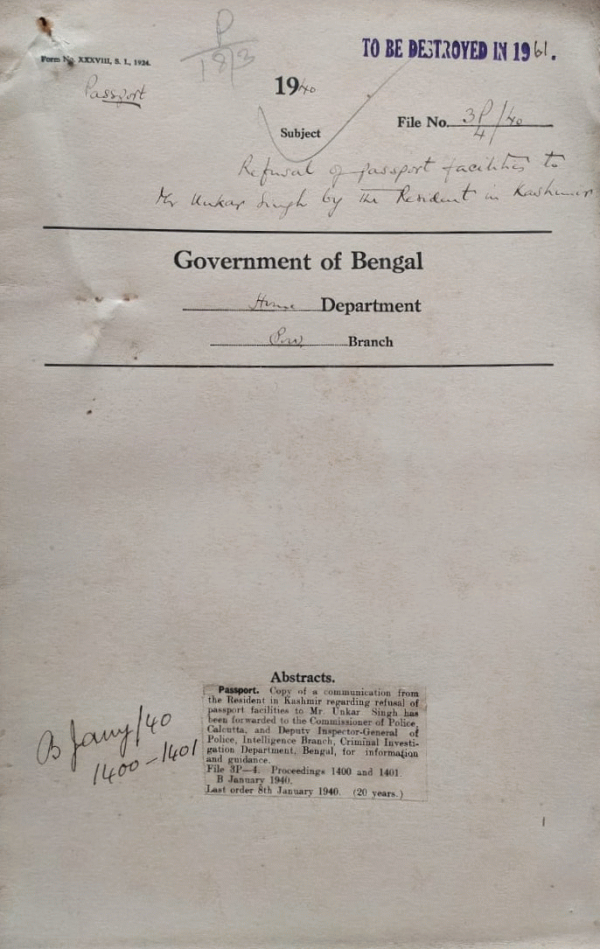 P
183
TO BE DESTROYED IN 1961.
Form No. XXXVIII, S. I., 1924.
Passport
1940
File No. 3P/4/40
Subject
Refusal of passport facilities to
Mr Unkar Singh by the Resident in Kashmir
Government of Bengal
Home Department
Branch
Abstracts.
Passport. Copy of a communication from
the Resident in Kashmir regarding refusal of
passport facilities to Mr. Unkar Singh has
been forwarded to the Commissioner of Police,
Calcutta, and Deputy Inspector-General of
Police, Intelligence Branch, Criminal Investi-
gation Department, Bengal, for information
and guidance.
File 3P—4. Proceedings 1400 and 1401.
B January 1940.
Last order 8th January 1940. (20 years.)
B Jany/40
1400-1401